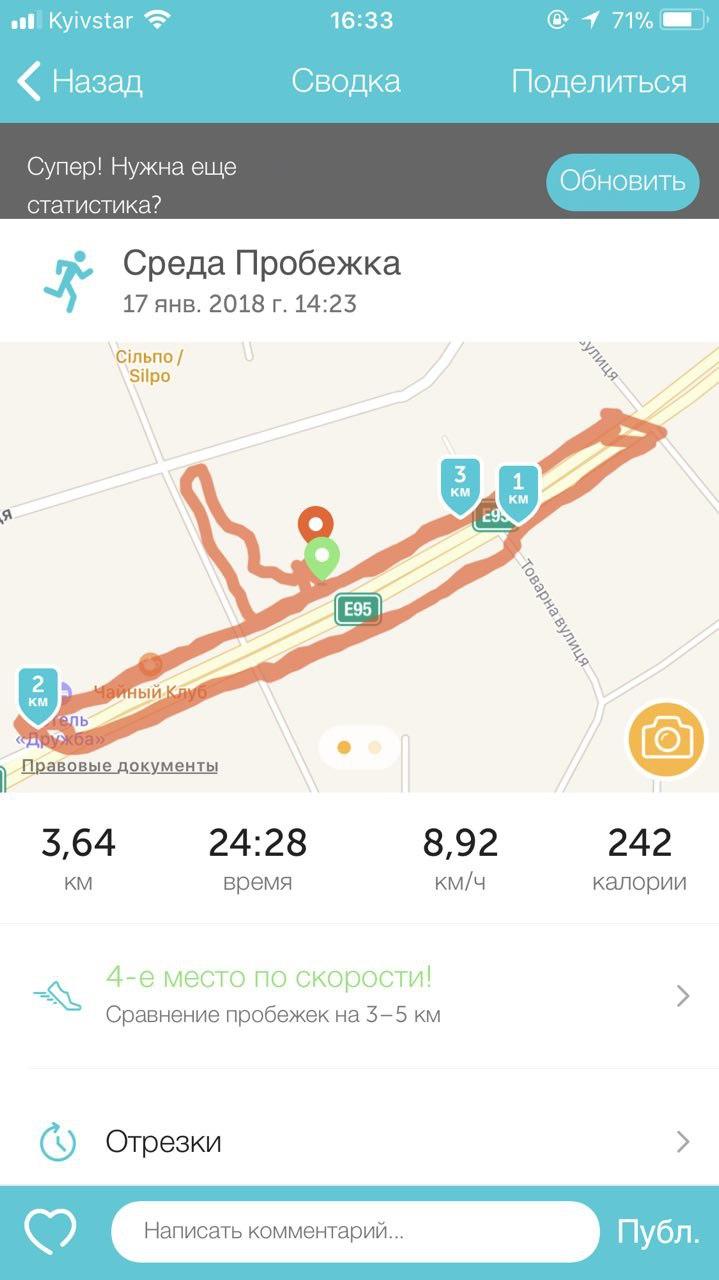 Kyivstar 16:33 71%
Назад Сводка Поделиться
Супер! Нужна еще
статистика?
Обновить
Среда Пробежка
17 янв. 2018 г. 14:23
Сільпо /
Silpo
улиця
3
км
1
км
E95
E95
Товарна вулиця
2
км
Чайный Клуб
«Дружба»
Правовые документы
3,64 24:28 8,92 242
км время км/ч калории
4-е место по скорости!
Сравнение пробежек на 3–5 км
Отрезки
Написать комментарий...
Публ.